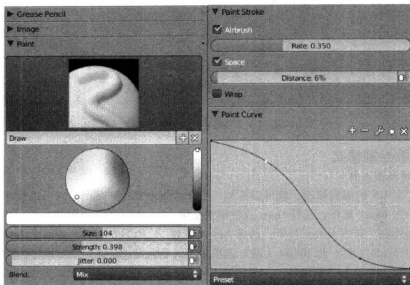 Grease Pencil
Image
Paint
Draw
Size: 104
Strength: 0.398
Jitter: 0.000
Blend:
Mix
Paint Stroke
Airbrush
Rate: 0.350
Space
Distance: 6%
Wrap
Paint Curve
Preset